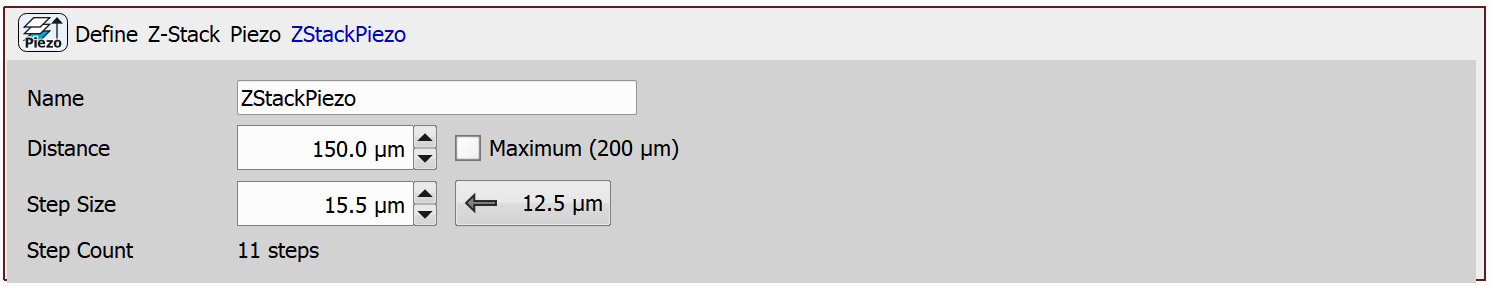 Piezo Define Z-Stack Piezo ZStackPiezo
Name ZStackPiezo
Distance 150.0 µm Maximum (200 µm)
Step Size 15.5 µm 12.5 µm
Step Count 11 steps